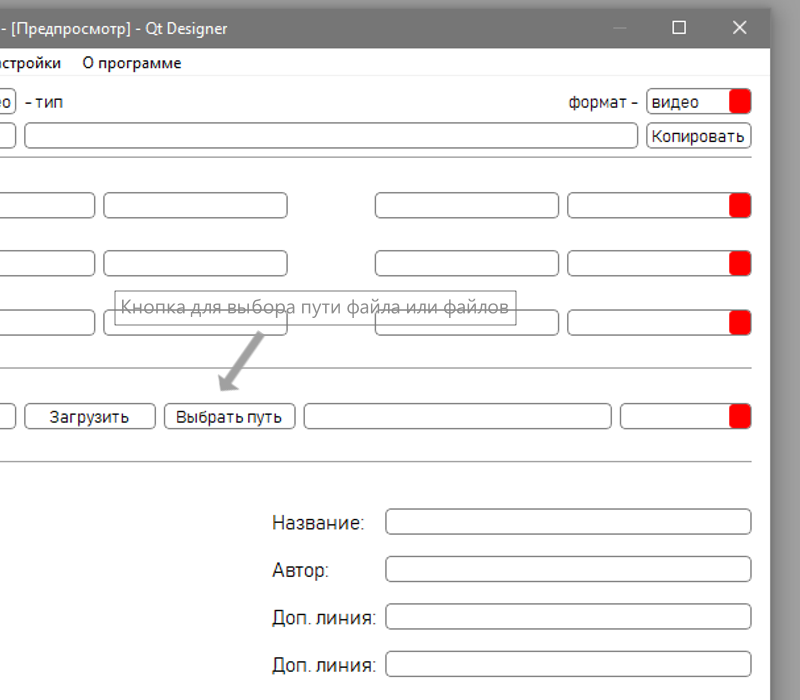 - [Предпросмотр] - Qt Designer
стройки О программе
ео - тип формат - видео
Копировать
Кнопка для выбора пути файла или файлов
Загрузить Выбрать путь
Название:
Автор:
Доп. линия:
Доп. линия: